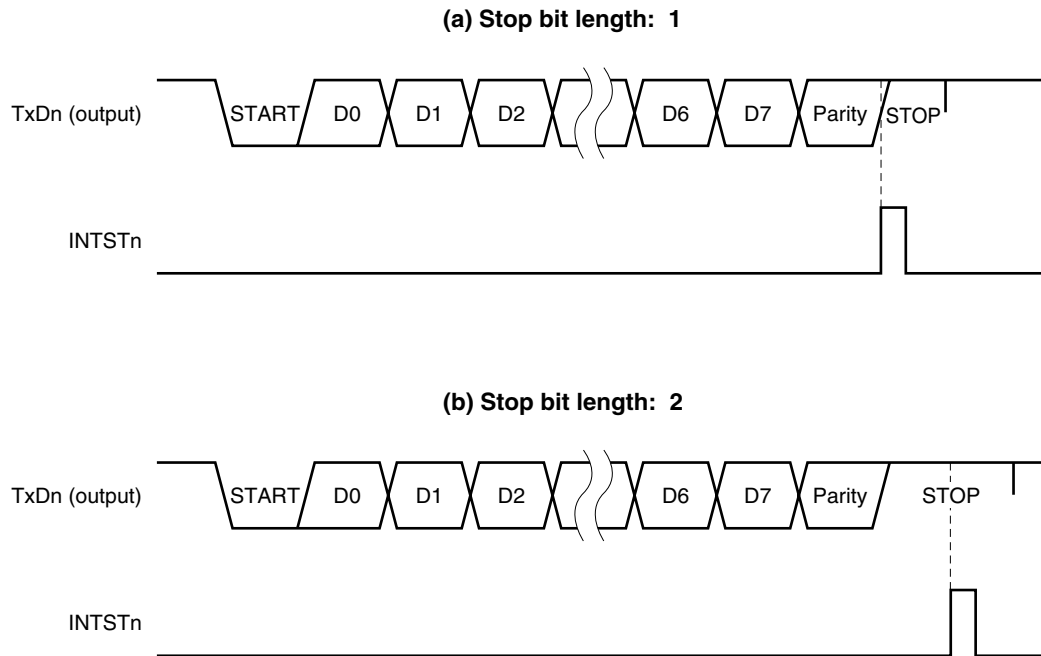 (a) Stop bit length: 1
TxDn (output) START D0 D1 D2 D6 D7 Parity STOP
INTSTn
(b) Stop bit length: 2
TxDn (output) START D0 D1 D2 D6 D7 Parity STOP
INTSTn